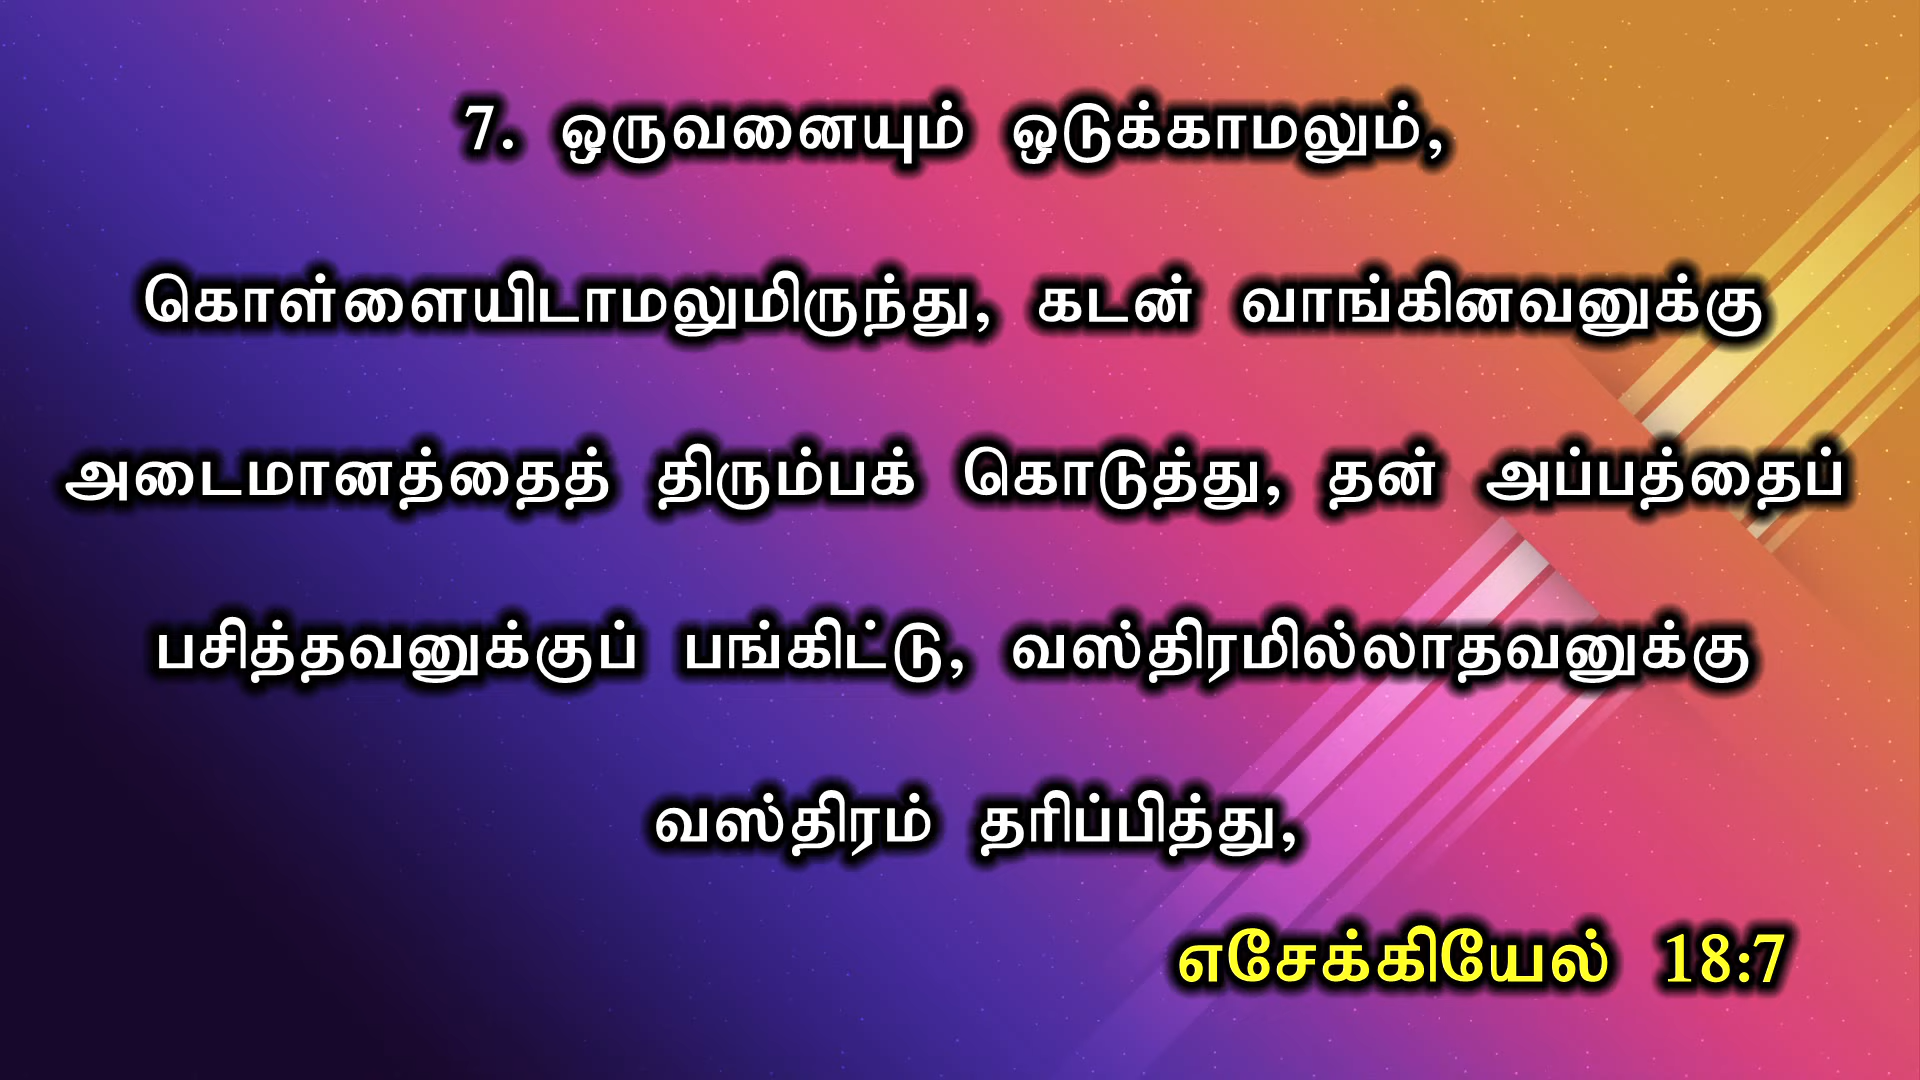 7. ஒருவனையும் ஒடுக்காமலும்,
கொள்ளையிடாமலுமிருந்து, கடன் வாங்கினவனுக்கு
அடைமானத்தைத் திரும்பக் கொடுத்து, தன் அப்பத்தைப்
பசித்தவனுக்குப் பங்கிட்டு, வஸ்திரமில்லாதவனுக்கு
வஸ்திரம் தரிப்பித்து,
எசேக்கியேல் 18:7